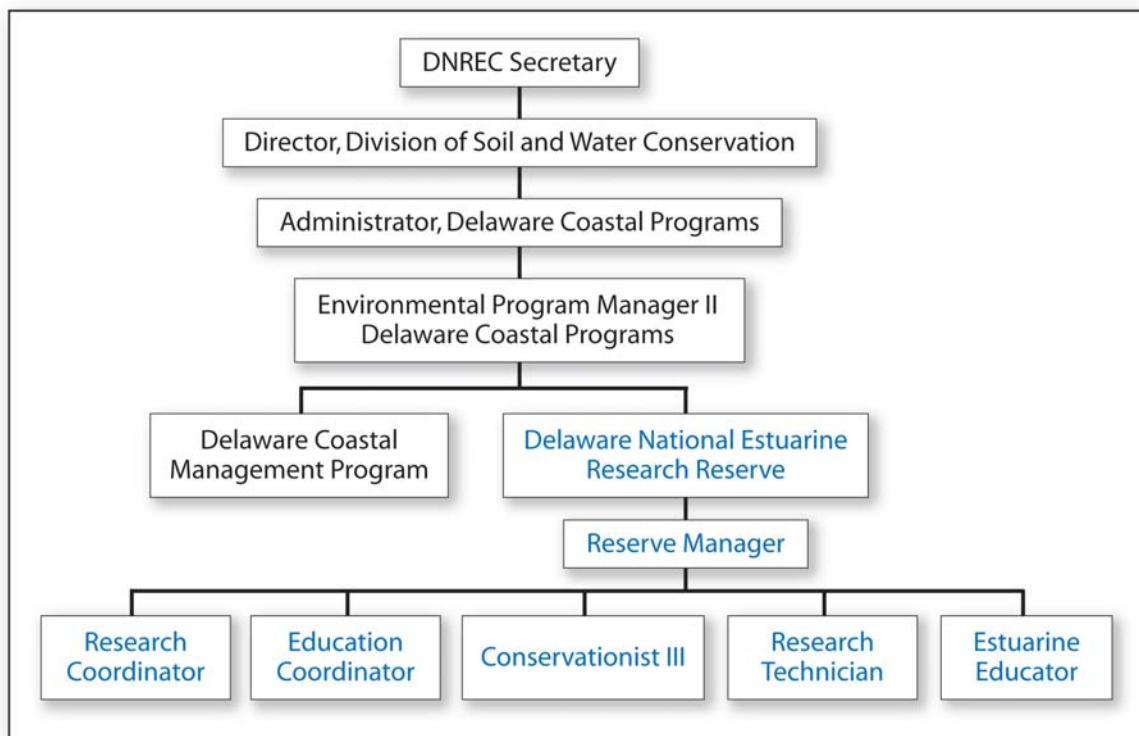 DNREC Secretary
Director, Division of Soil and Water Conservation
Administrator, Delaware Coastal Programs
Environmental Program Manager II
Delaware Coastal Programs
Delaware Coastal
Management Program
Delaware National Estuarine
Research Reserve
Reserve Manager
Research
Coordinator
Education
Coordinator
Conservationist III
Research
Technician
Estuarine
Educator